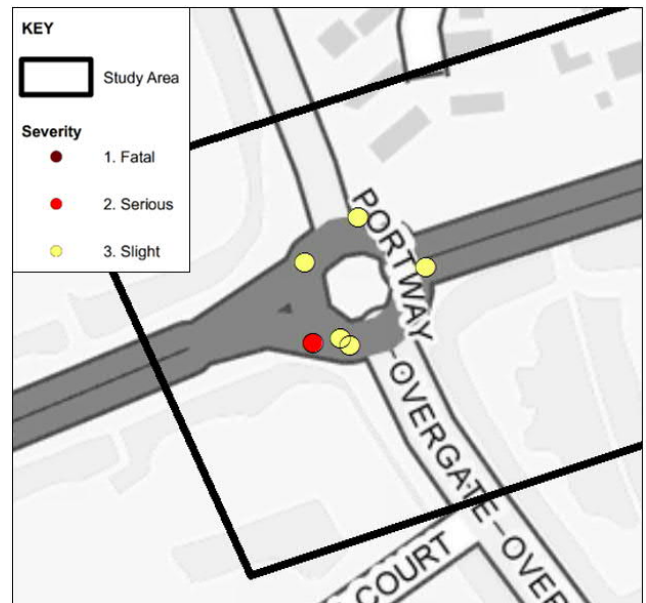 KEY
Study Area
Severity
1. Fatal
2. Serious
3. Slight
PORTWAY
OVERGATE
OVER
COURT